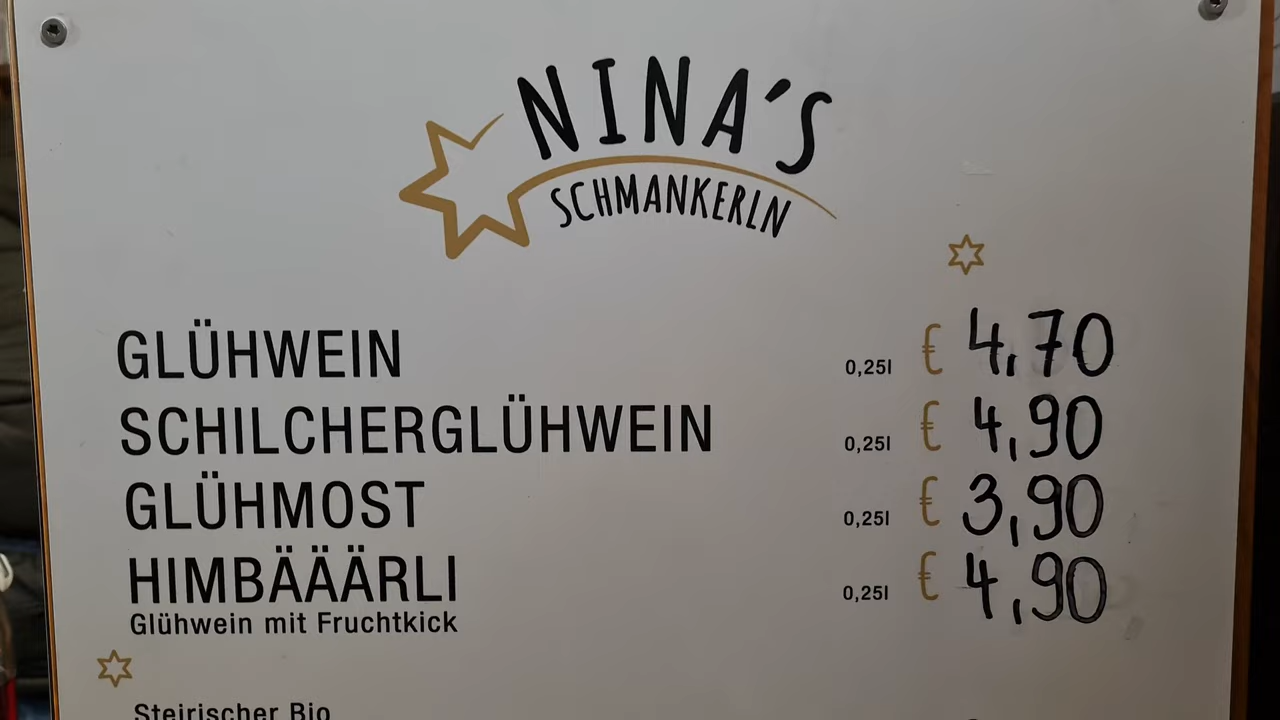 NINA'S
SCHMANKERLN
GLÜHWEIN 0,25l € 4,70
SCHILCHERGLÜHWEIN 0,25l € 4,90
GLÜHMOST 0,25l € 3,90
HIMBÄÄÄRLI 0,25l € 4,90
Glühwein mit Fruchtkick
Steirischer Bio